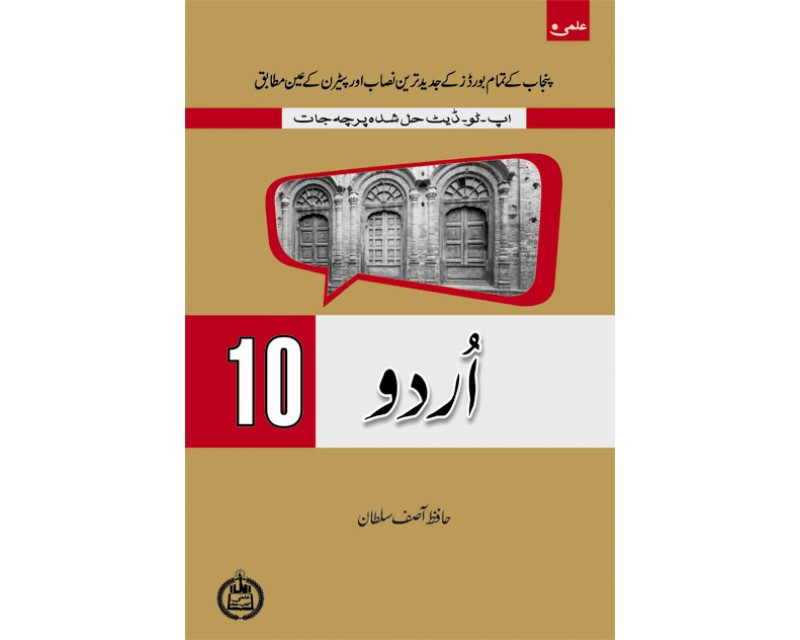 علمی
پنجاب کے تمام بورڈز کے جدید ترین نصاب اور پیٹرن کے عین مطابق
اپ-ٹو-ڈیٹ حل شدہ پرچہ جات
اُردو
10
حافظ آصف سلطان